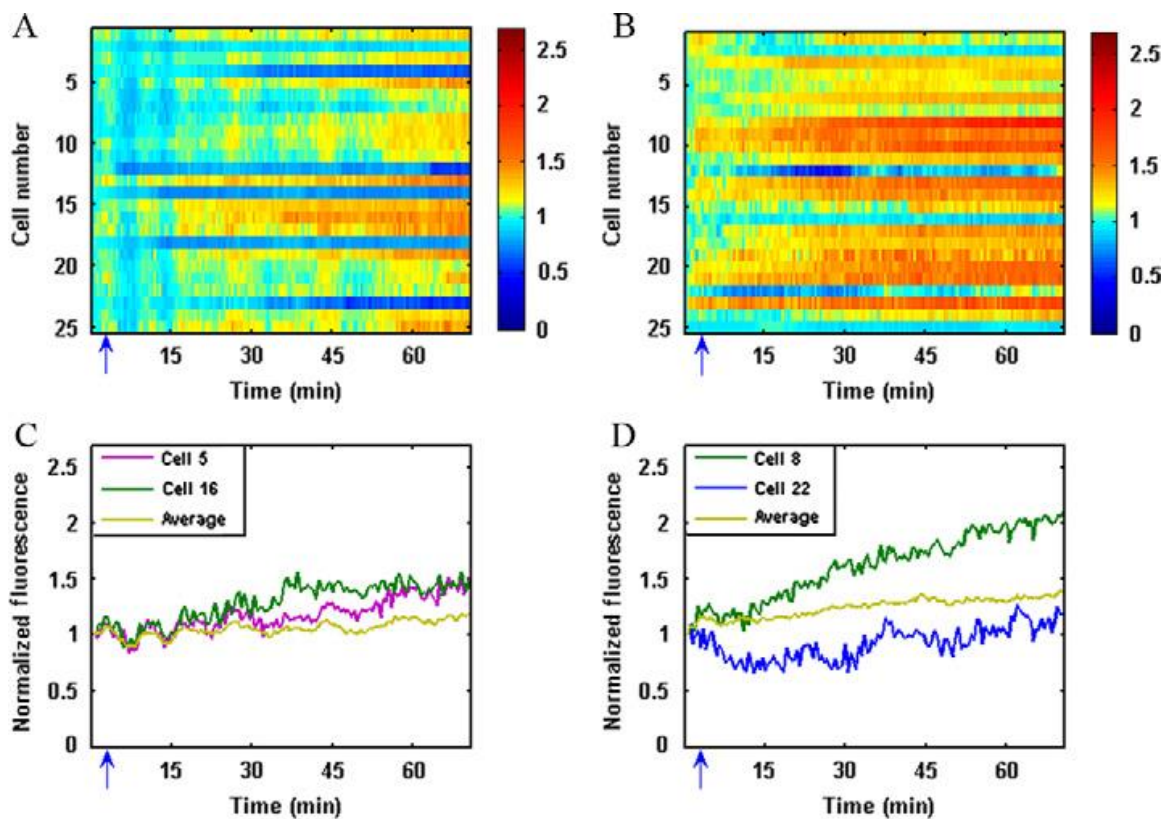 A
Cell number
5
10
15
20
25
15 30 45 60
Time (min)
2.5
2
1.5
1
0.5
0
B
Cell number
5
10
15
20
25
15 30 45 60
Time (min)
2.5
2
1.5
1
0.5
0
C
Normalized fluorescence
2.5
2
1.5
1
0.5
0
Cell 5
Cell 16
Average
15 30 45 60
Time (min)
D
Normalized fluorescence
2.5
2
1.5
1
0.5
0
Cell 8
Cell 22
Average
15 30 45 60
Time (min)